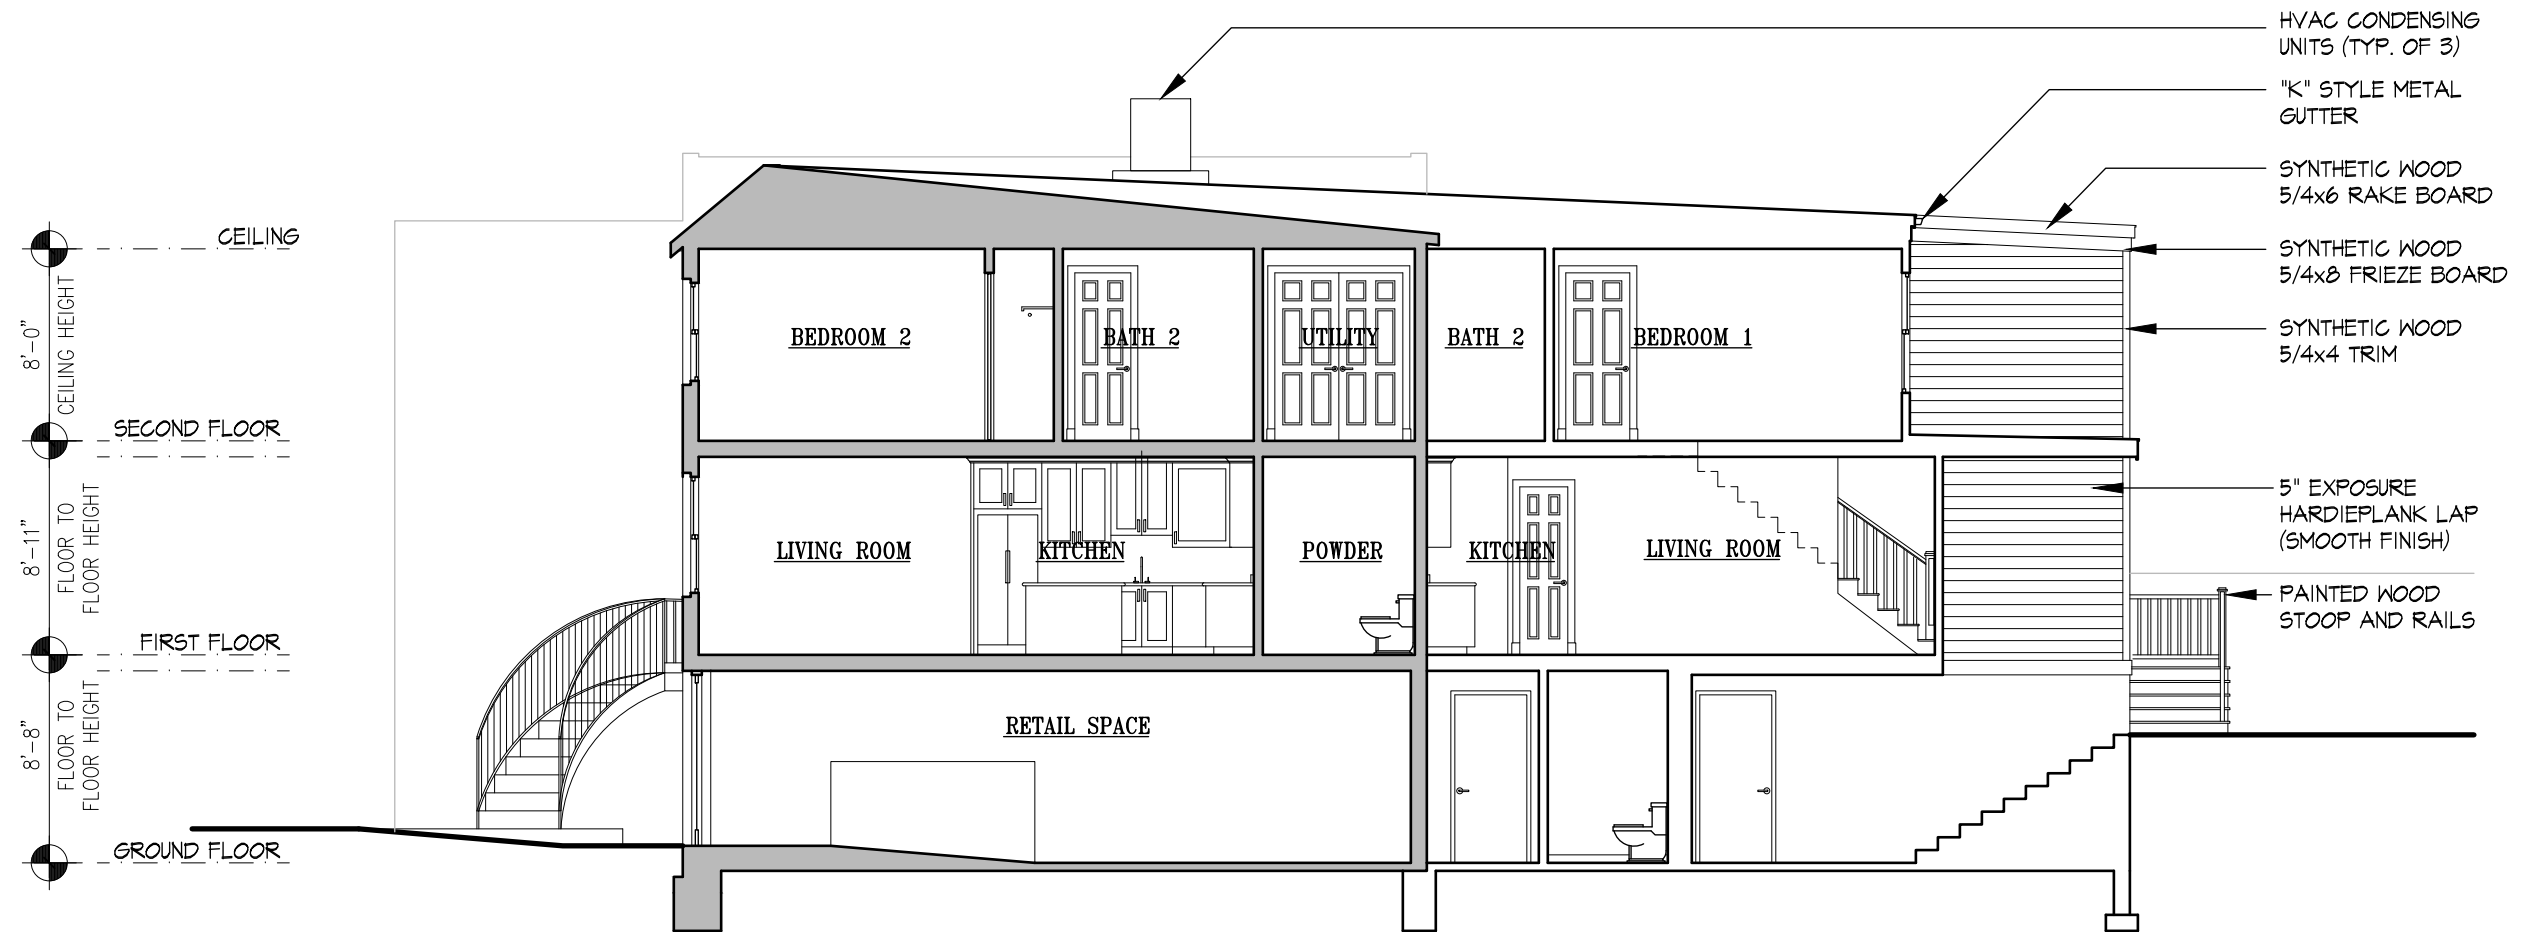 HVAC CONDENSING
UNITS (TYP. OF 3)
"K" STYLE METAL
GUTTER
SYNTHETIC WOOD
5/4x6 RAKE BOARD
SYNTHETIC WOOD
5/4x8 FRIEZE BOARD
SYNTHETIC WOOD
5/4x4 TRIM
5" EXPOSURE
HARDIEPLANK LAP
(SMOOTH FINISH)
PAINTED WOOD
STOOP AND RAILS
CEILING
8'-0"
CEILING HEIGHT
SECOND FLOOR
8'-11"
FLOOR TO
FLOOR HEIGHT
FIRST FLOOR
8'-8"
FLOOR TO
FLOOR HEIGHT
GROUND FLOOR
BEDROOM 2
BATH 2
UTILITY
BATH 2
BEDROOM 1
LIVING ROOM
KITCHEN
POWDER
KITCHEN
LIVING ROOM
RETAIL SPACE